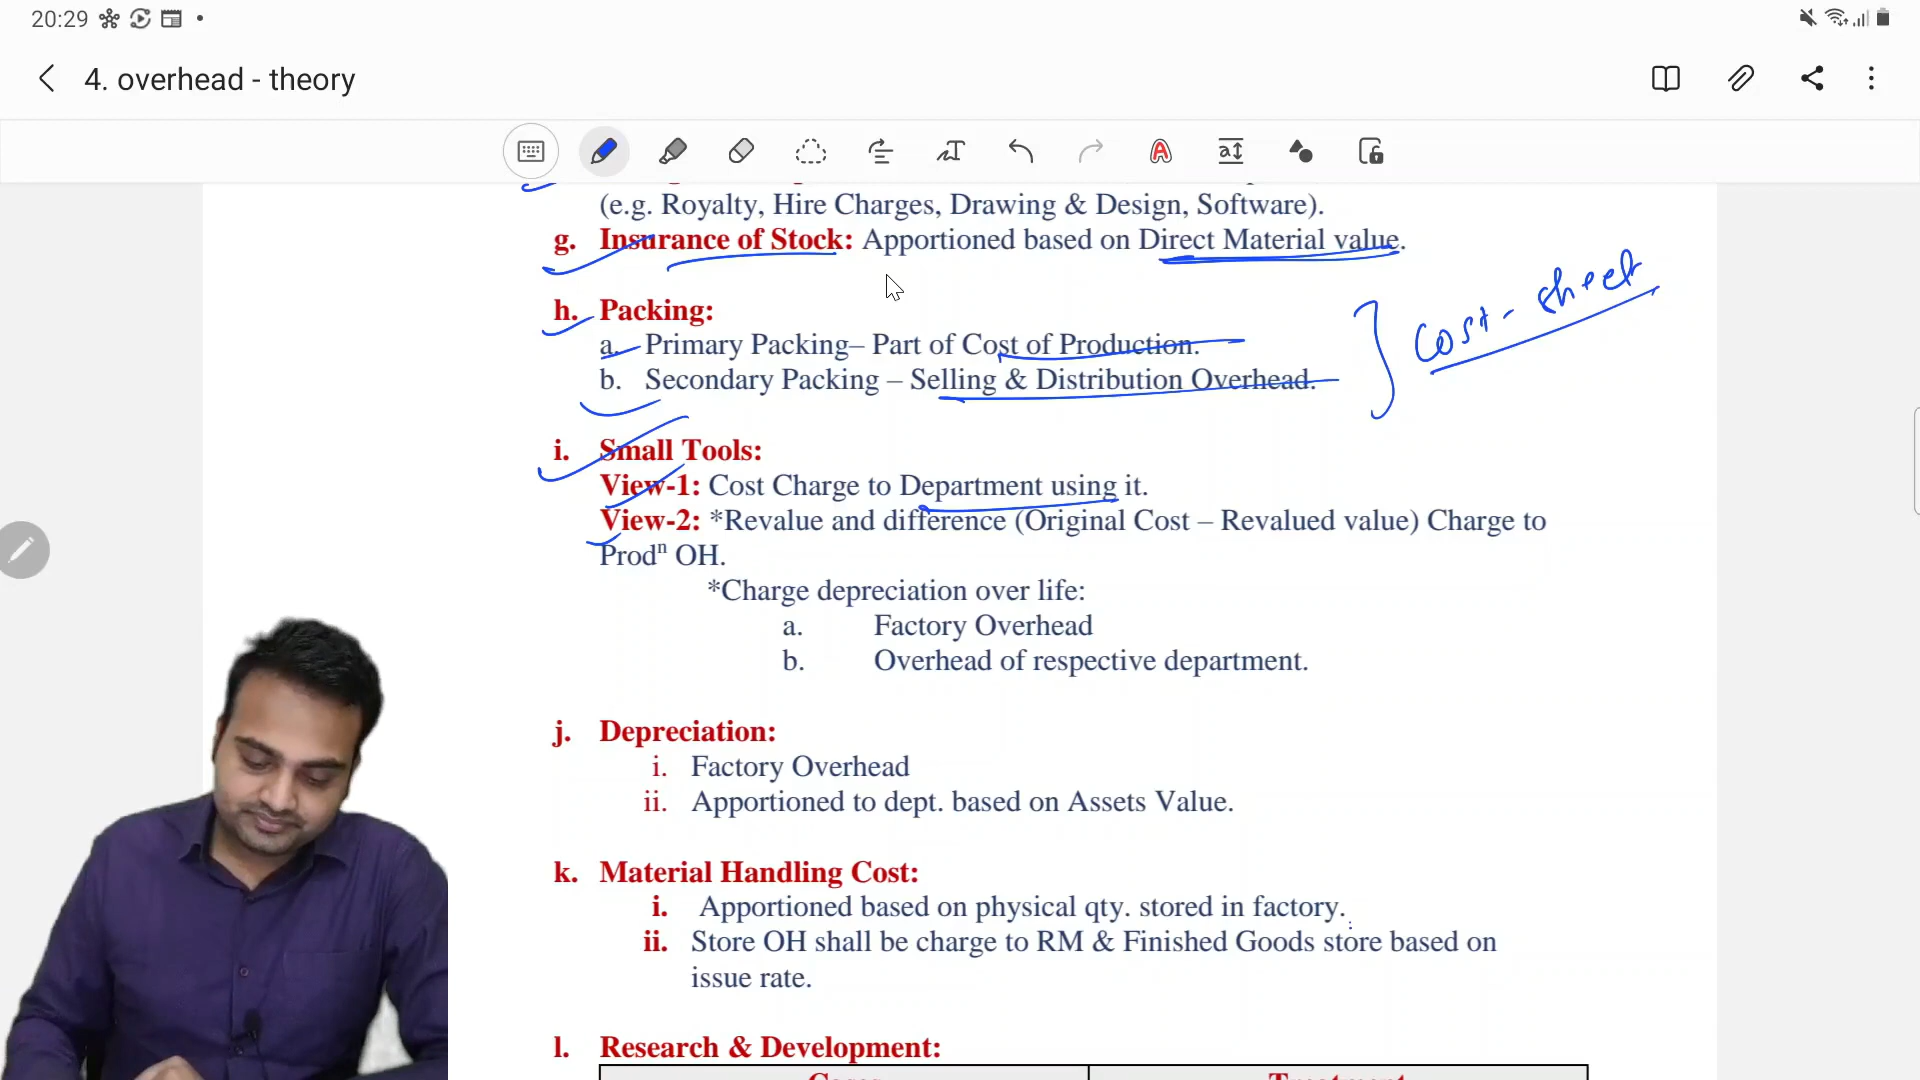 20:29
4. overhead - theory
(e.g. Royalty, Hire Charges, Drawing & Design, Software).
g. Insurance of Stock: Apportioned based on Direct Material value.
h. Packing:
a. Primary Packing– Part of Cost of Production.
b. Secondary Packing – Selling & Distribution Overhead.
Cost - sheet
i. Small Tools:
View-1: Cost Charge to Department using it.
View-2: *Revalue and difference (Original Cost – Revalued value) Charge to
Prodⁿ OH.
*Charge depreciation over life:
a. Factory Overhead
b. Overhead of respective department.
j. Depreciation:
i. Factory Overhead
ii. Apportioned to dept. based on Assets Value.
k. Material Handling Cost:
i. Apportioned based on physical qty. stored in factory.
ii. Store OH shall be charge to RM & Finished Goods store based on
issue rate.
l. Research & Development: